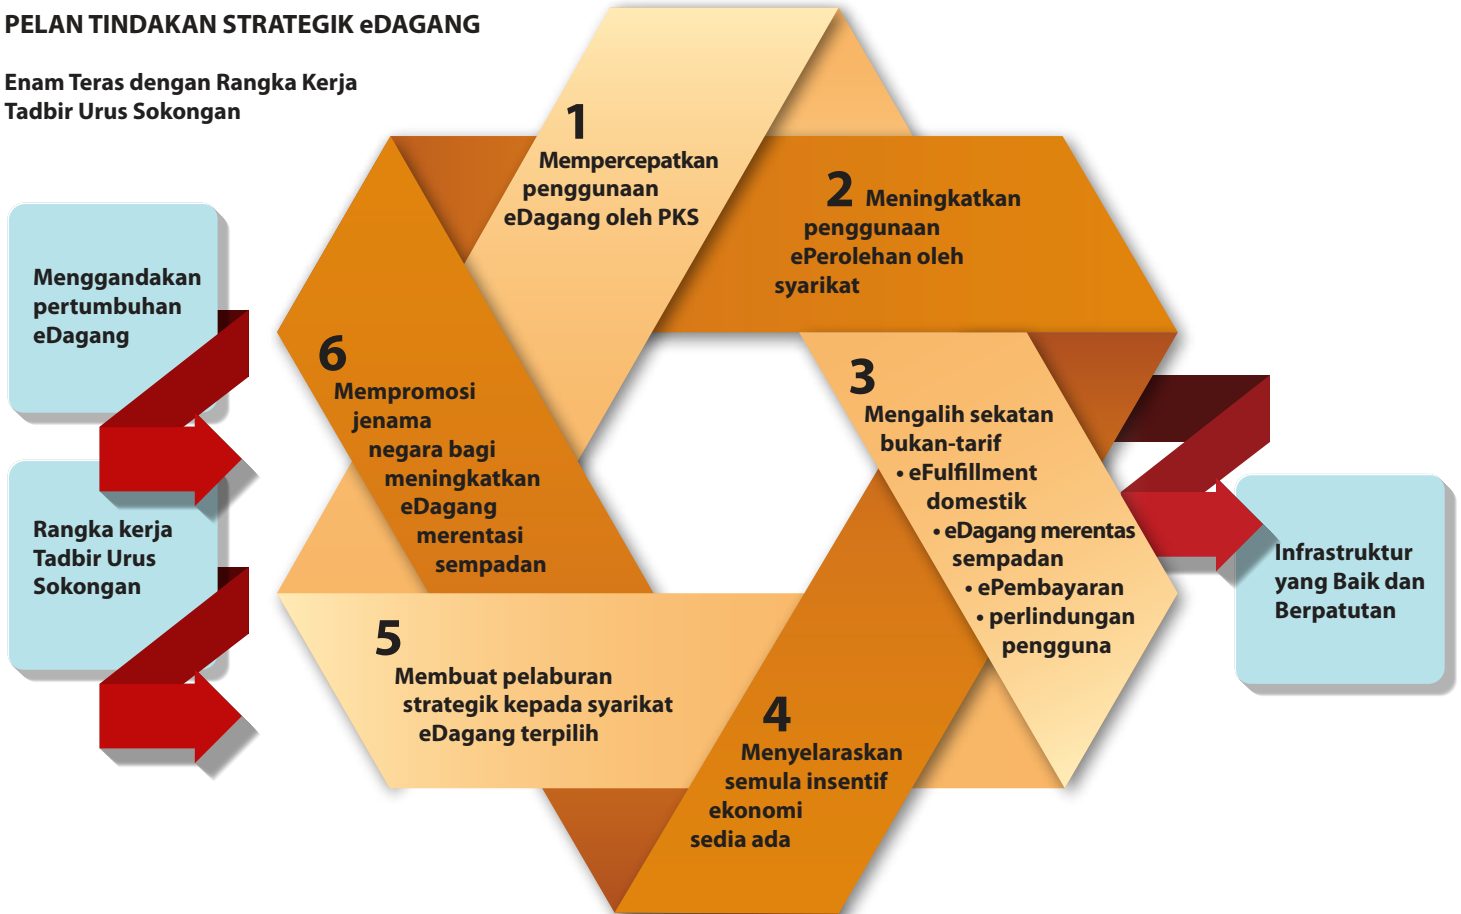 PELAN TINDAKAN STRATEGIK eDAGANG
Enam Teras dengan Rangka Kerja
Tadbir Urus Sokongan
1
Mempercepatkan
penggunaan
eDagang oleh PKS
2 Meningkatkan
penggunaan
ePerolehan oleh
syarikat
3
Mengalih sekatan
bukan-tarif
• eFulfillment
domestik
• eDagang merentas
sempadan
• ePembayaran
• perlindungan
pengguna
4
Menyelaraskan
semula insentif
ekonomi
sedia ada
5
Membuat pelaburan
strategik kepada syarikat
eDagang terpilih
6
Mempromosi
jenama
negara bagi
meningkatkan
eDagang
merentasi
sempadan
Menggandakan
pertumbuhan
eDagang
Rangka kerja
Tadbir Urus
Sokongan
Infrastruktur
yang Baik dan
Berpatutan